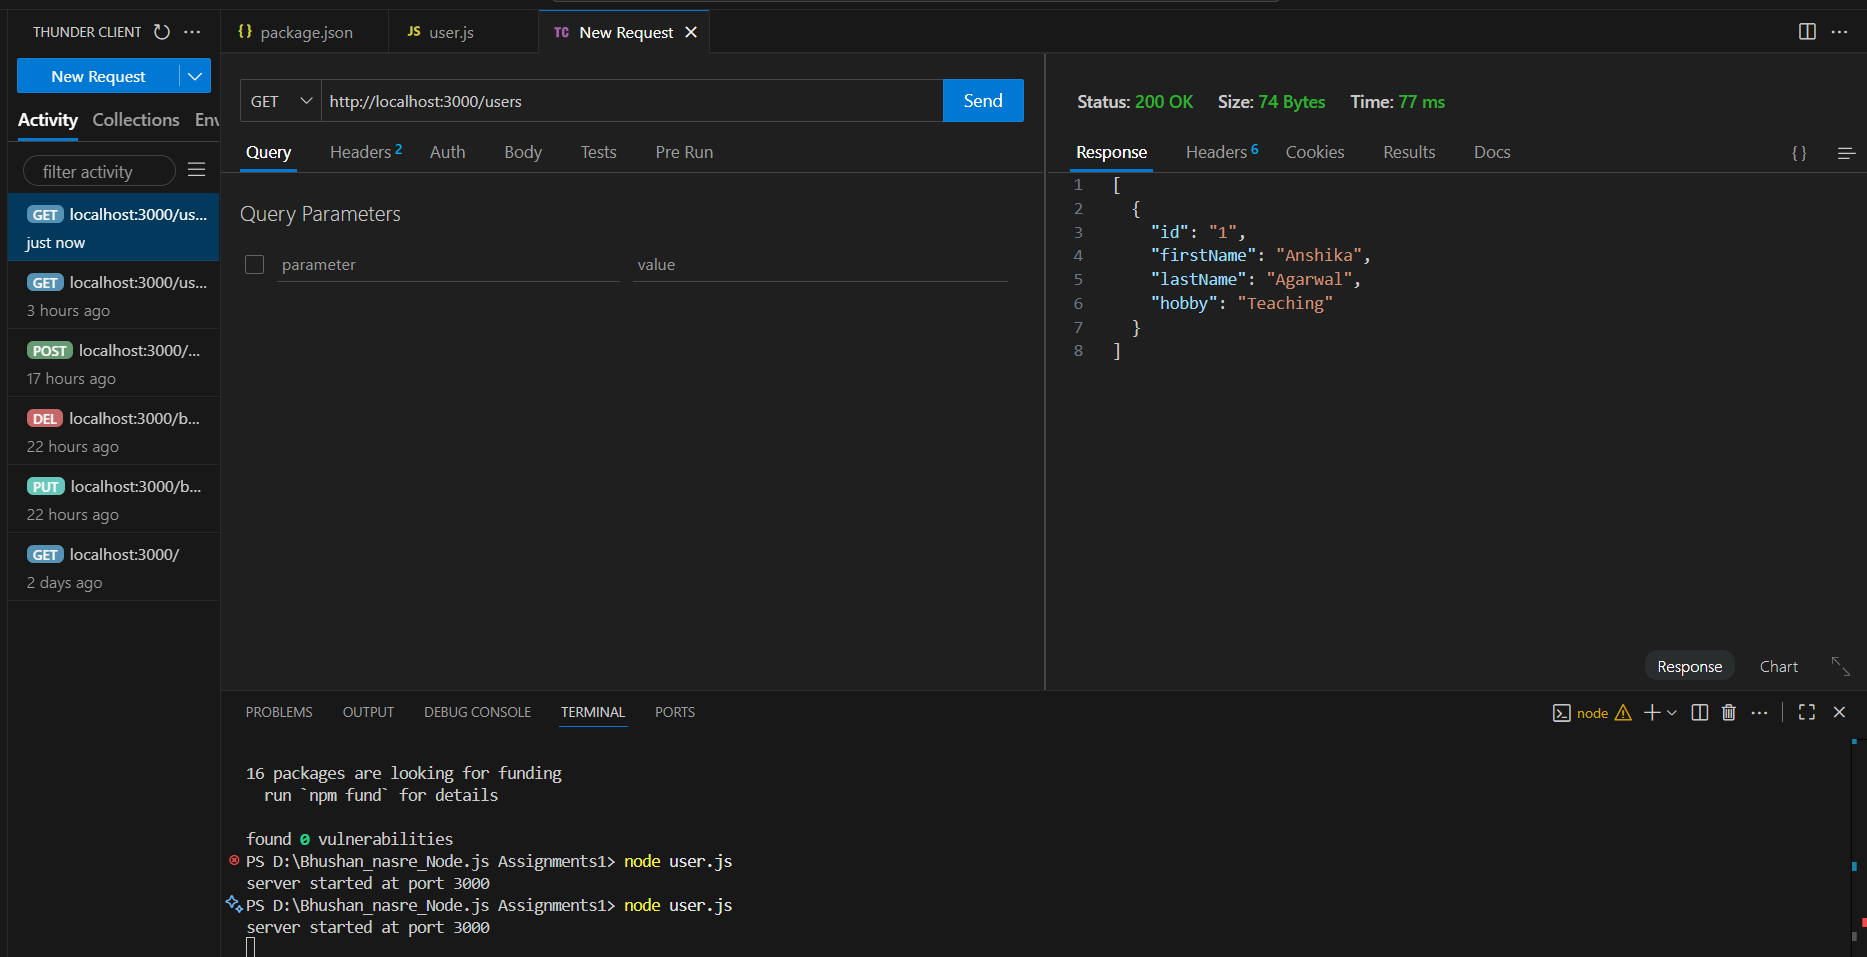 THUNDER CLIENT
New Request
Activity Collections Env
filter activity
GET localhost:3000/us...
just now
GET localhost:3000/us...
3 hours ago
POST localhost:3000/...
17 hours ago
DEL localhost:3000/b...
22 hours ago
PUT localhost:3000/b...
22 hours ago
GET localhost:3000/
2 days ago
{} package.json JS user.js TC New Request
GET http://localhost:3000/users Send
Query Headers 2 Auth Body Tests Pre Run
Query Parameters
parameter value
Status: 200 OK Size: 74 Bytes Time: 77 ms
Response Headers 6 Cookies Results Docs { }
1 [
2 {
3 "id": "1",
4 "firstName": "Anshika",
5 "lastName": "Agarwal",
6 "hobby": "Teaching"
7 }
8 ]
Response Chart
PROBLEMS OUTPUT DEBUG CONSOLE TERMINAL PORTS node
16 packages are looking for funding
run `npm fund` for details
found 0 vulnerabilities
PS D:\Bhushan_nasre_Node.js Assignments1> node user.js
server started at port 3000
PS D:\Bhushan_nasre_Node.js Assignments1> node user.js
server started at port 3000